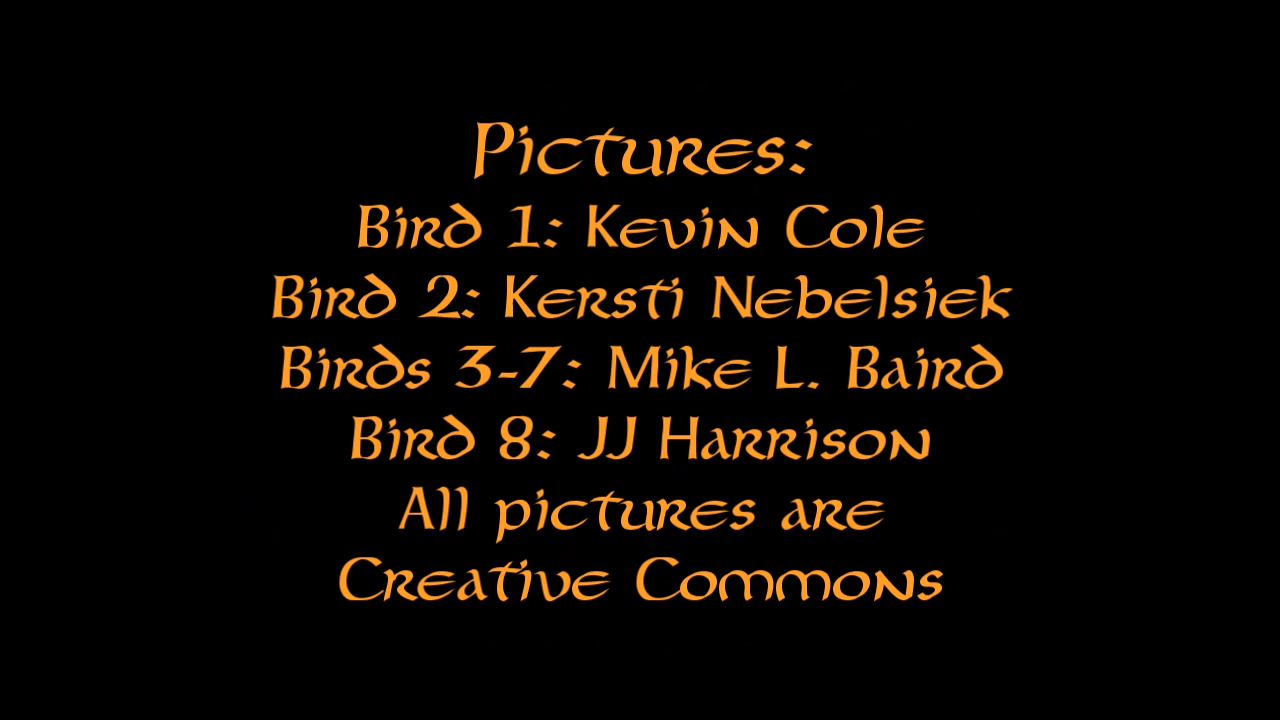 Pictures:
Bird 1: Kevin Cole
Bird 2: Kersti Nebelsiek
Birds 3-7: Mike L. Baird
Bird 8: JJ Harrison
All pictures are
Creative Commons